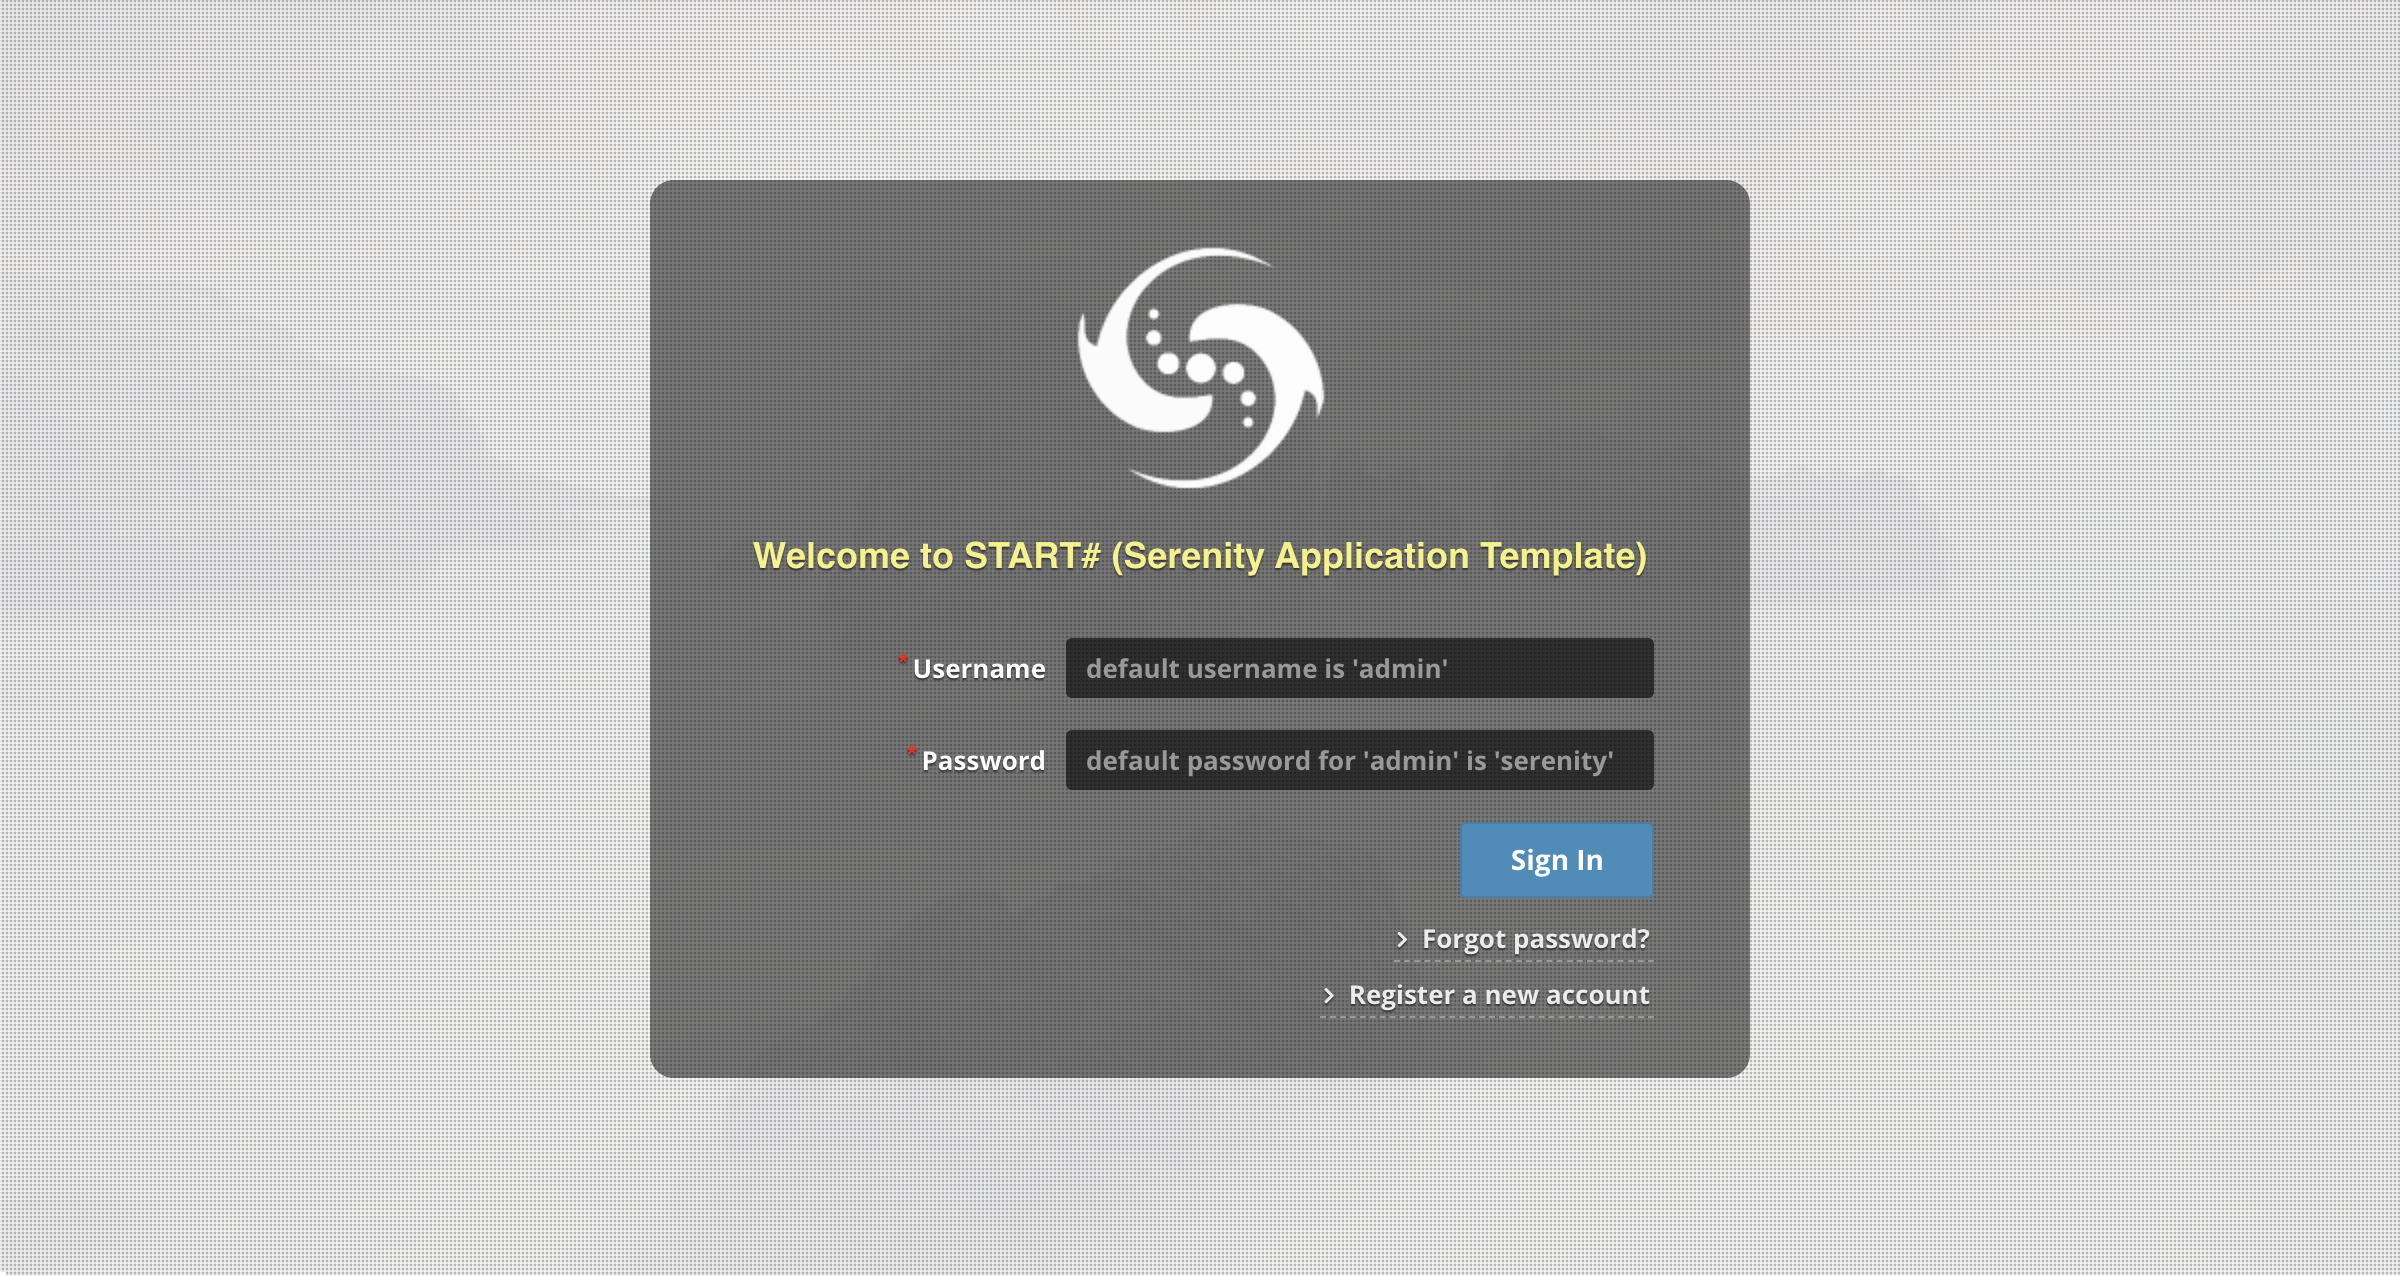 Welcome to START# (Serenity Application Template)
* Username default username is 'admin'
* Password default password for 'admin' is 'serenity'
Sign In
Forgot password?
Register a new account